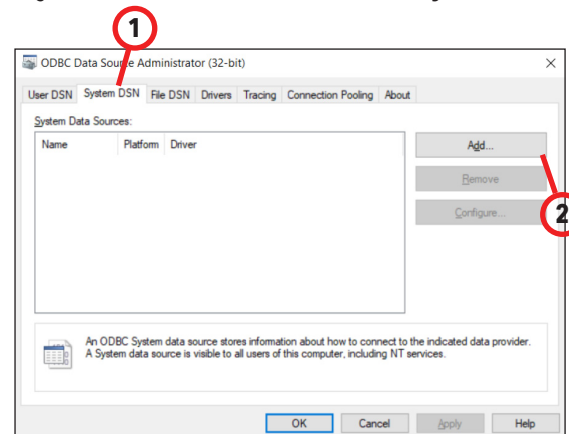 1
ODBC Data Source Administrator (32-bit)
User DSN System DSN File DSN Drivers Tracing Connection Pooling About
System Data Sources:
Name Platform Driver
Add...
Remove
Configure...
2
An ODBC System data source stores information about how to connect to the indicated data provider.
A System data source is visible to all users of this computer, including NT services.
OK Cancel Apply Help